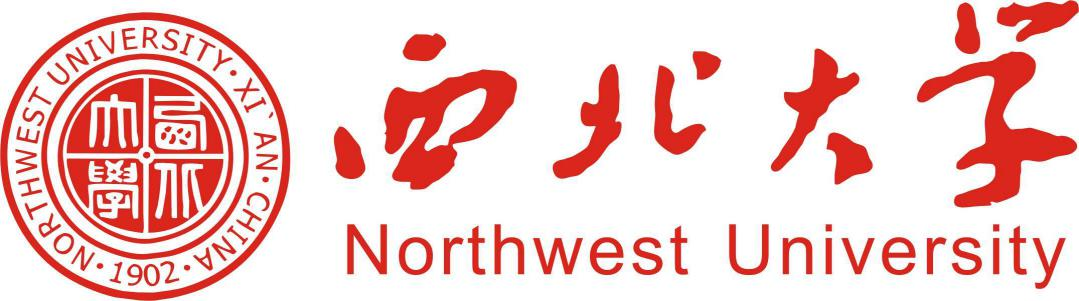 NORTHWEST UNIVERSITY·XI`AN·CHINA
·1902·
西北
大學
西北大学
Northwest University